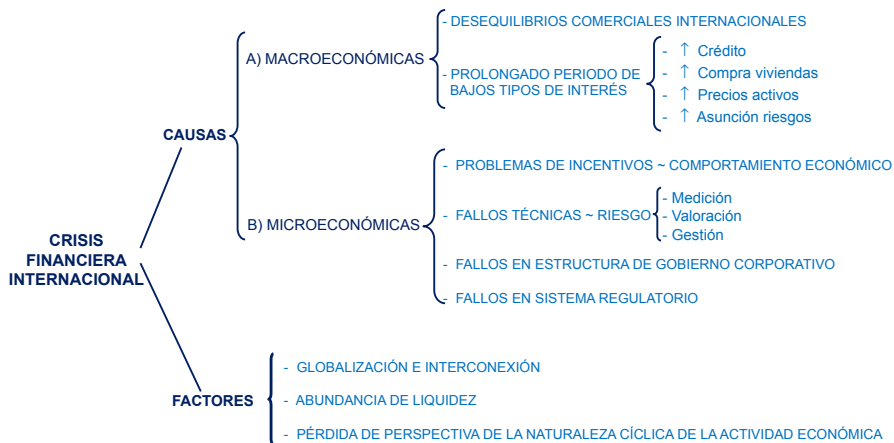 CRISIS
FINANCIERA
INTERNACIONAL
CAUSAS
A) MACROECONÓMICAS
- DESEQUILIBRIOS COMERCIALES INTERNACIONALES
- PROLONGADO PERIODO DE
BAJOS TIPOS DE INTERÉS
- ↑ Crédito
- ↑ Compra viviendas
- ↑ Precios activos
- ↑ Asunción riesgos
B) MICROECONÓMICAS
- PROBLEMAS DE INCENTIVOS ~ COMPORTAMIENTO ECONÓMICO
- FALLOS TÉCNICAS ~ RIESGO
- Medición
- Valoración
- Gestión
- FALLOS EN ESTRUCTURA DE GOBIERNO CORPORATIVO
- FALLOS EN SISTEMA REGULATORIO
FACTORES
- GLOBALIZACIÓN E INTERCONEXIÓN
- ABUNDANCIA DE LIQUIDEZ
- PÉRDIDA DE PERSPECTIVA DE LA NATURALEZA CÍCLICA DE LA ACTIVIDAD ECONÓMICA